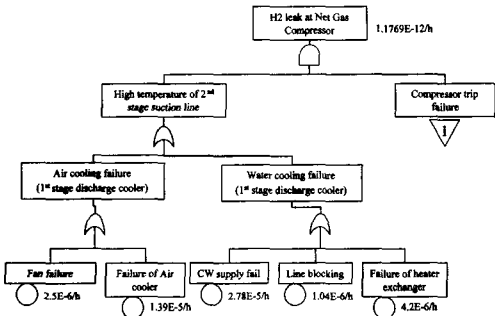 H2 leak at Net Gas
Compressor
1.1769E-12/h
High temperature of 2nd
stage suction line
Compressor trip
failure
1
Air cooling failure
(1st stage discharge cooler)
Water cooling failure
(1st stage discharge cooler)
Fan failure
Failure of Air
cooler
CW supply fail
Line blocking
Failure of heater
exchanger
2.5E-6/h
1.39E-5/h
2.78E-5/h
1.04E-6/h
4.2E-6/h